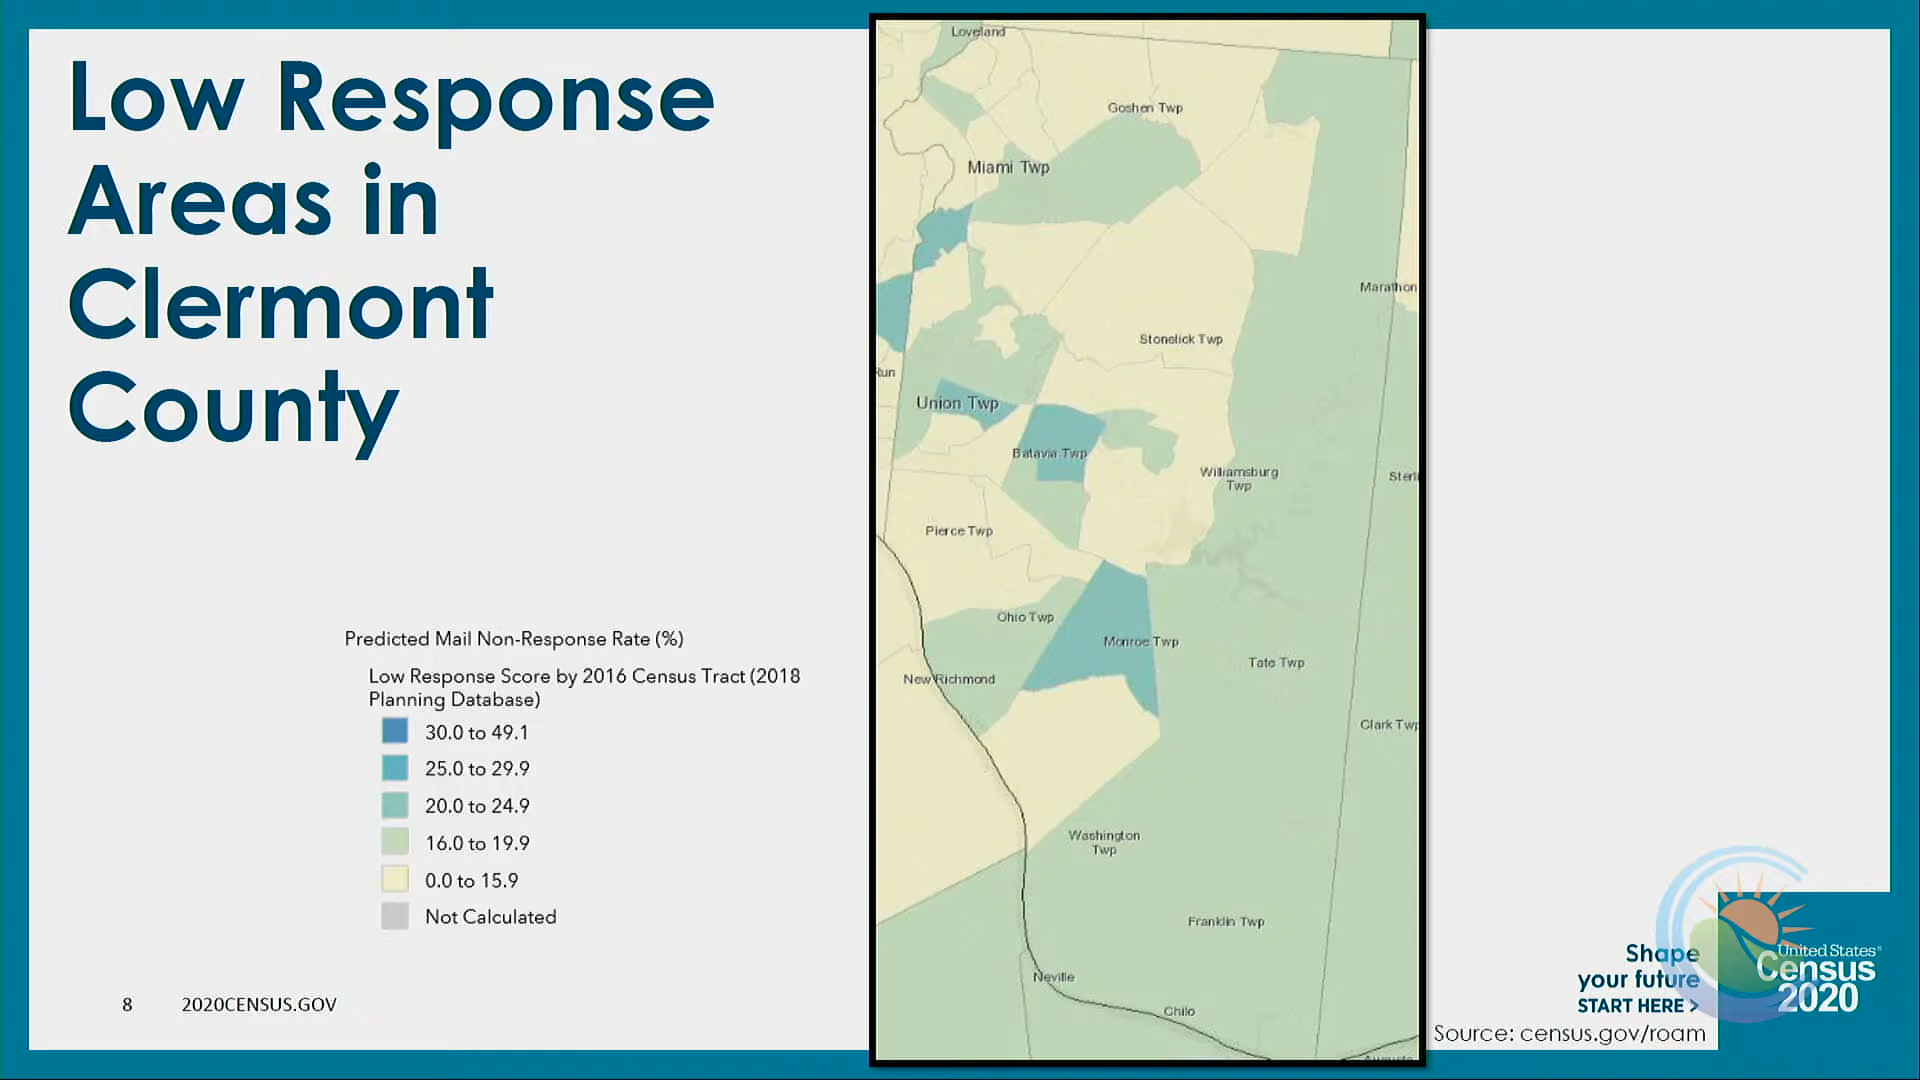 Low Response
Areas in
Clermont
County
Predicted Mail Non-Response Rate (%)
Low Response Score by 2016 Census Tract (2018
Planning Database)
30.0 to 49.1
25.0 to 29.9
20.0 to 24.9
16.0 to 19.9
0.0 to 15.9
Not Calculated
8
2020CENSUS.GOV
Loveland
Goshen Twp
Miami Twp
Marathon
Stonelick Twp
Run
Union Twp
Batavia Twp
Williamsburg
Twp
Sterli
Pierce Twp
Ohio Twp
Monroe Twp
Tate Twp
New Richmond
Clark Twp
Washington
Twp
Franklin Twp
Neville
Chilo
Shape
your future
START HERE >
United States®
Census
2020
Source: census.gov/roam